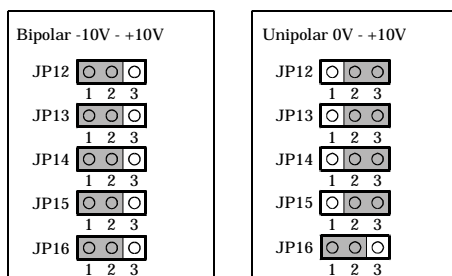 Bipolar -10V - +10V
JP12
1 2 3
JP13
1 2 3
JP14
1 2 3
JP15
1 2 3
JP16
1 2 3
Unipolar 0V - +10V
JP12
1 2 3
JP13
1 2 3
JP14
1 2 3
JP15
1 2 3
JP16
1 2 3